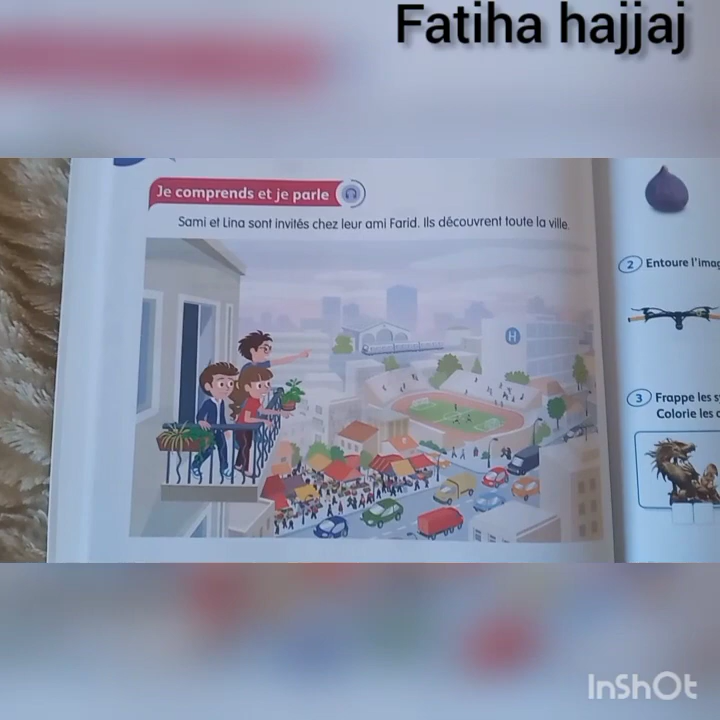 Fatiha hajjaj
Je comprends et je parle
Sami et Lina sont invités chez leur ami Farid. Ils découvrent toute la ville.
H
2 Entoure l'imag
3 Frappe les s
Colorie les c
InShOt